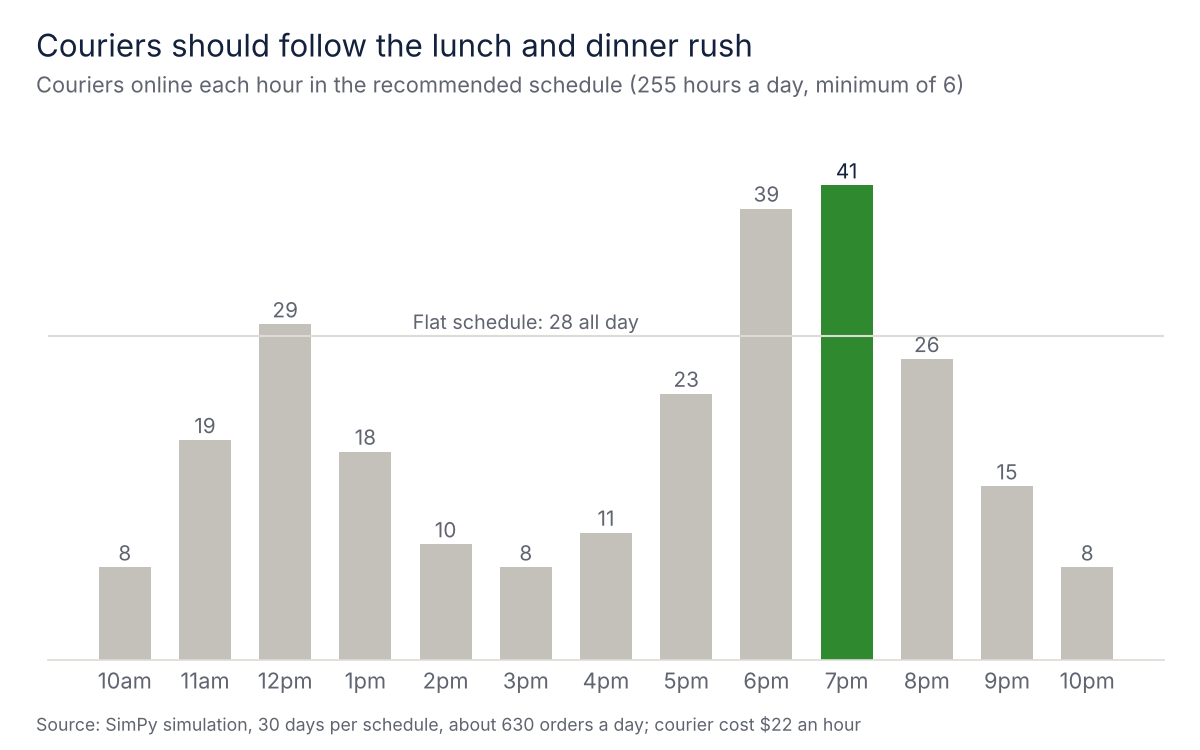 Couriers should follow the lunch and dinner rush
Couriers online each hour in the recommended schedule (255 hours a day, minimum of 6)
41
39
29
Flat schedule: 28 all day
26
23
19
18
15
10
11
8
8
8
10am 11am 12pm 1pm 2pm 3pm 4pm 5pm 6pm 7pm 8pm 9pm 10pm
Source: SimPy simulation, 30 days per schedule, about 630 orders a day; courier cost $22 an hour